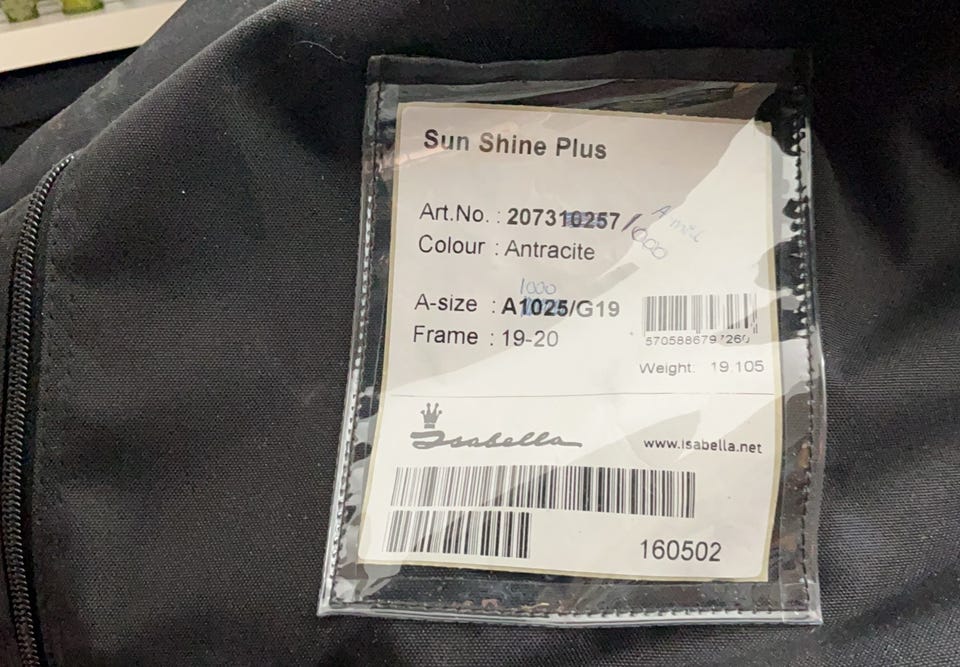 Sun Shine Plus
Art.No. : 207310257 /1000
Colour : Antracite
1000
A-size : A1025/G19
Frame : 19-20
5705886797260
Weight: 19.105
Isabella
www.isabella.net
160502